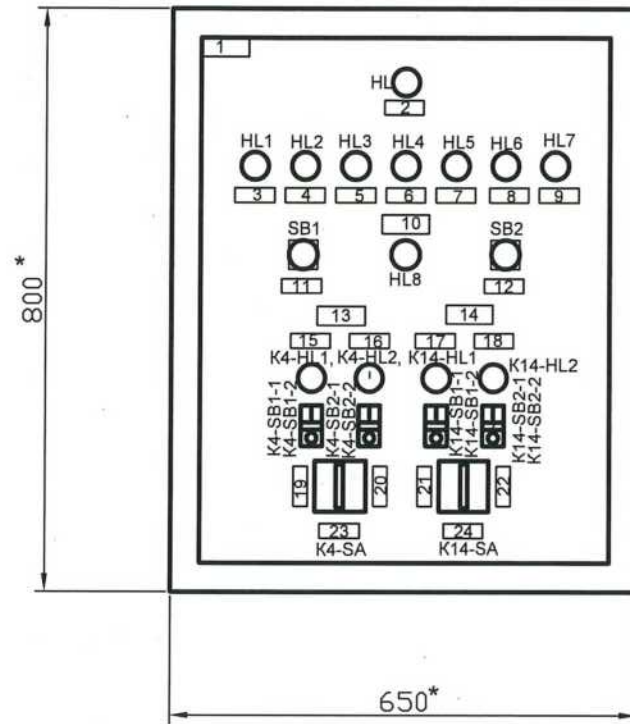 1
HL
2
HL1 HL2 HL3 HL4 HL5 HL6 HL7
3 4 5 6 7 8 9
10
SB1 SB2
HL8
11 12
13 14
15 16 17 18
K4-HL1, K4-HL2, K14-HL1
K14-HL2
K4-SB1-1
K4-SB1-2
K4-SB2-1
K4-SB2-2
K14-SB1-1
K14-SB1-2
K14-SB2-1
K14-SB2-2
19 20 21 22
23 24
K4-SA K14-SA
800*
650*